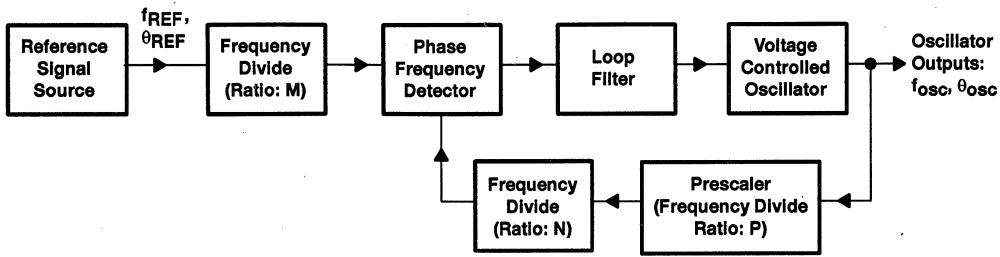 Reference
Signal
Source
fREF,
θREF
Frequency
Divide
(Ratio: M)
Phase
Frequency
Detector
Loop
Filter
Voltage
Controlled
Oscillator
Oscillator
Outputs:
fosc, θosc
Frequency
Divide
(Ratio: N)
Prescaler
(Frequency Divide
Ratio: P)